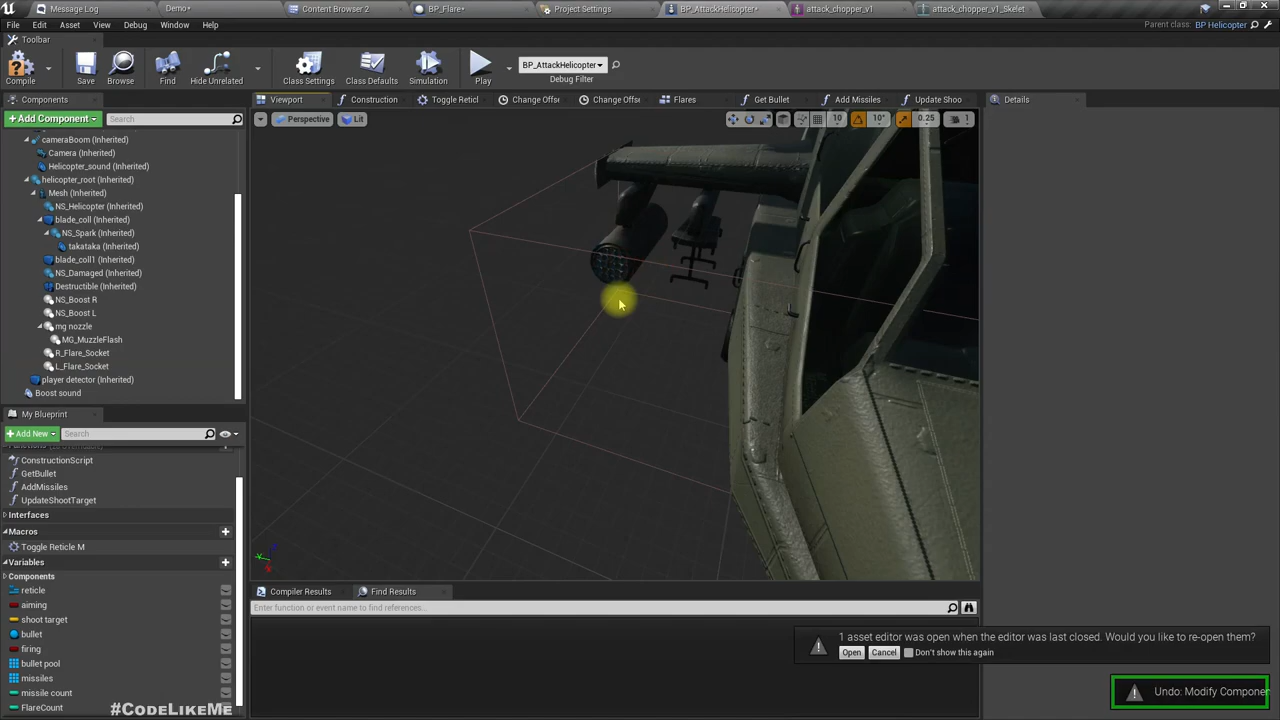 Message Log
Demo*
Content Browser 2
BP_Flare*
Project Settings
BP_AttackHelicopter*
attack_chopper_v1
attack_chopper_v1_Skelet
File Edit Asset View Debug Window Help
Parent class: BP Helicopter
Toolbar
Compile
Save
Browse
Find
Hide Unrelated
Class Settings
Class Defaults
Simulation
Play
BP_AttackHelicopter
Debug Filter
Components
Viewport
Construction
Toggle Reticl
Change Offse
Change Offse
Flares
Get Bullet
Add Missiles
Update Shoo
Details
+Add Component
Search
Perspective
Lit
10
10°
0.25
1
cameraBoom (Inherited)
Camera (Inherited)
Helicopter_sound (Inherited)
helicopter_root (Inherited)
Mesh (Inherited)
NS_Helicopter (Inherited)
blade_coll (Inherited)
NS_Spark (Inherited)
takataka (Inherited)
blade_coll1 (Inherited)
NS_Damaged (Inherited)
Destructible (Inherited)
NS_Boost R
NS_Boost L
mg nozzle
MG_MuzzleFlash
R_Flare_Socket
L_Flare_Socket
player detector (Inherited)
Boost sound
My Blueprint
+Add New
Search
ConstructionScript
GetBullet
AddMissiles
UpdateShootTarget
Interfaces
Macros
Toggle Reticle M
Variables
Components
reticle
aiming
shoot target
bullet
firing
bullet pool
missiles
missile count
FlareCount
Compiler Results
Find Results
Enter function or event name to find references...
1 asset editor was open when the editor was last closed. Would you like to re-open them?
Open
Cancel
Don't show this again
Undo: Modify Componen
#CodeLikeMe